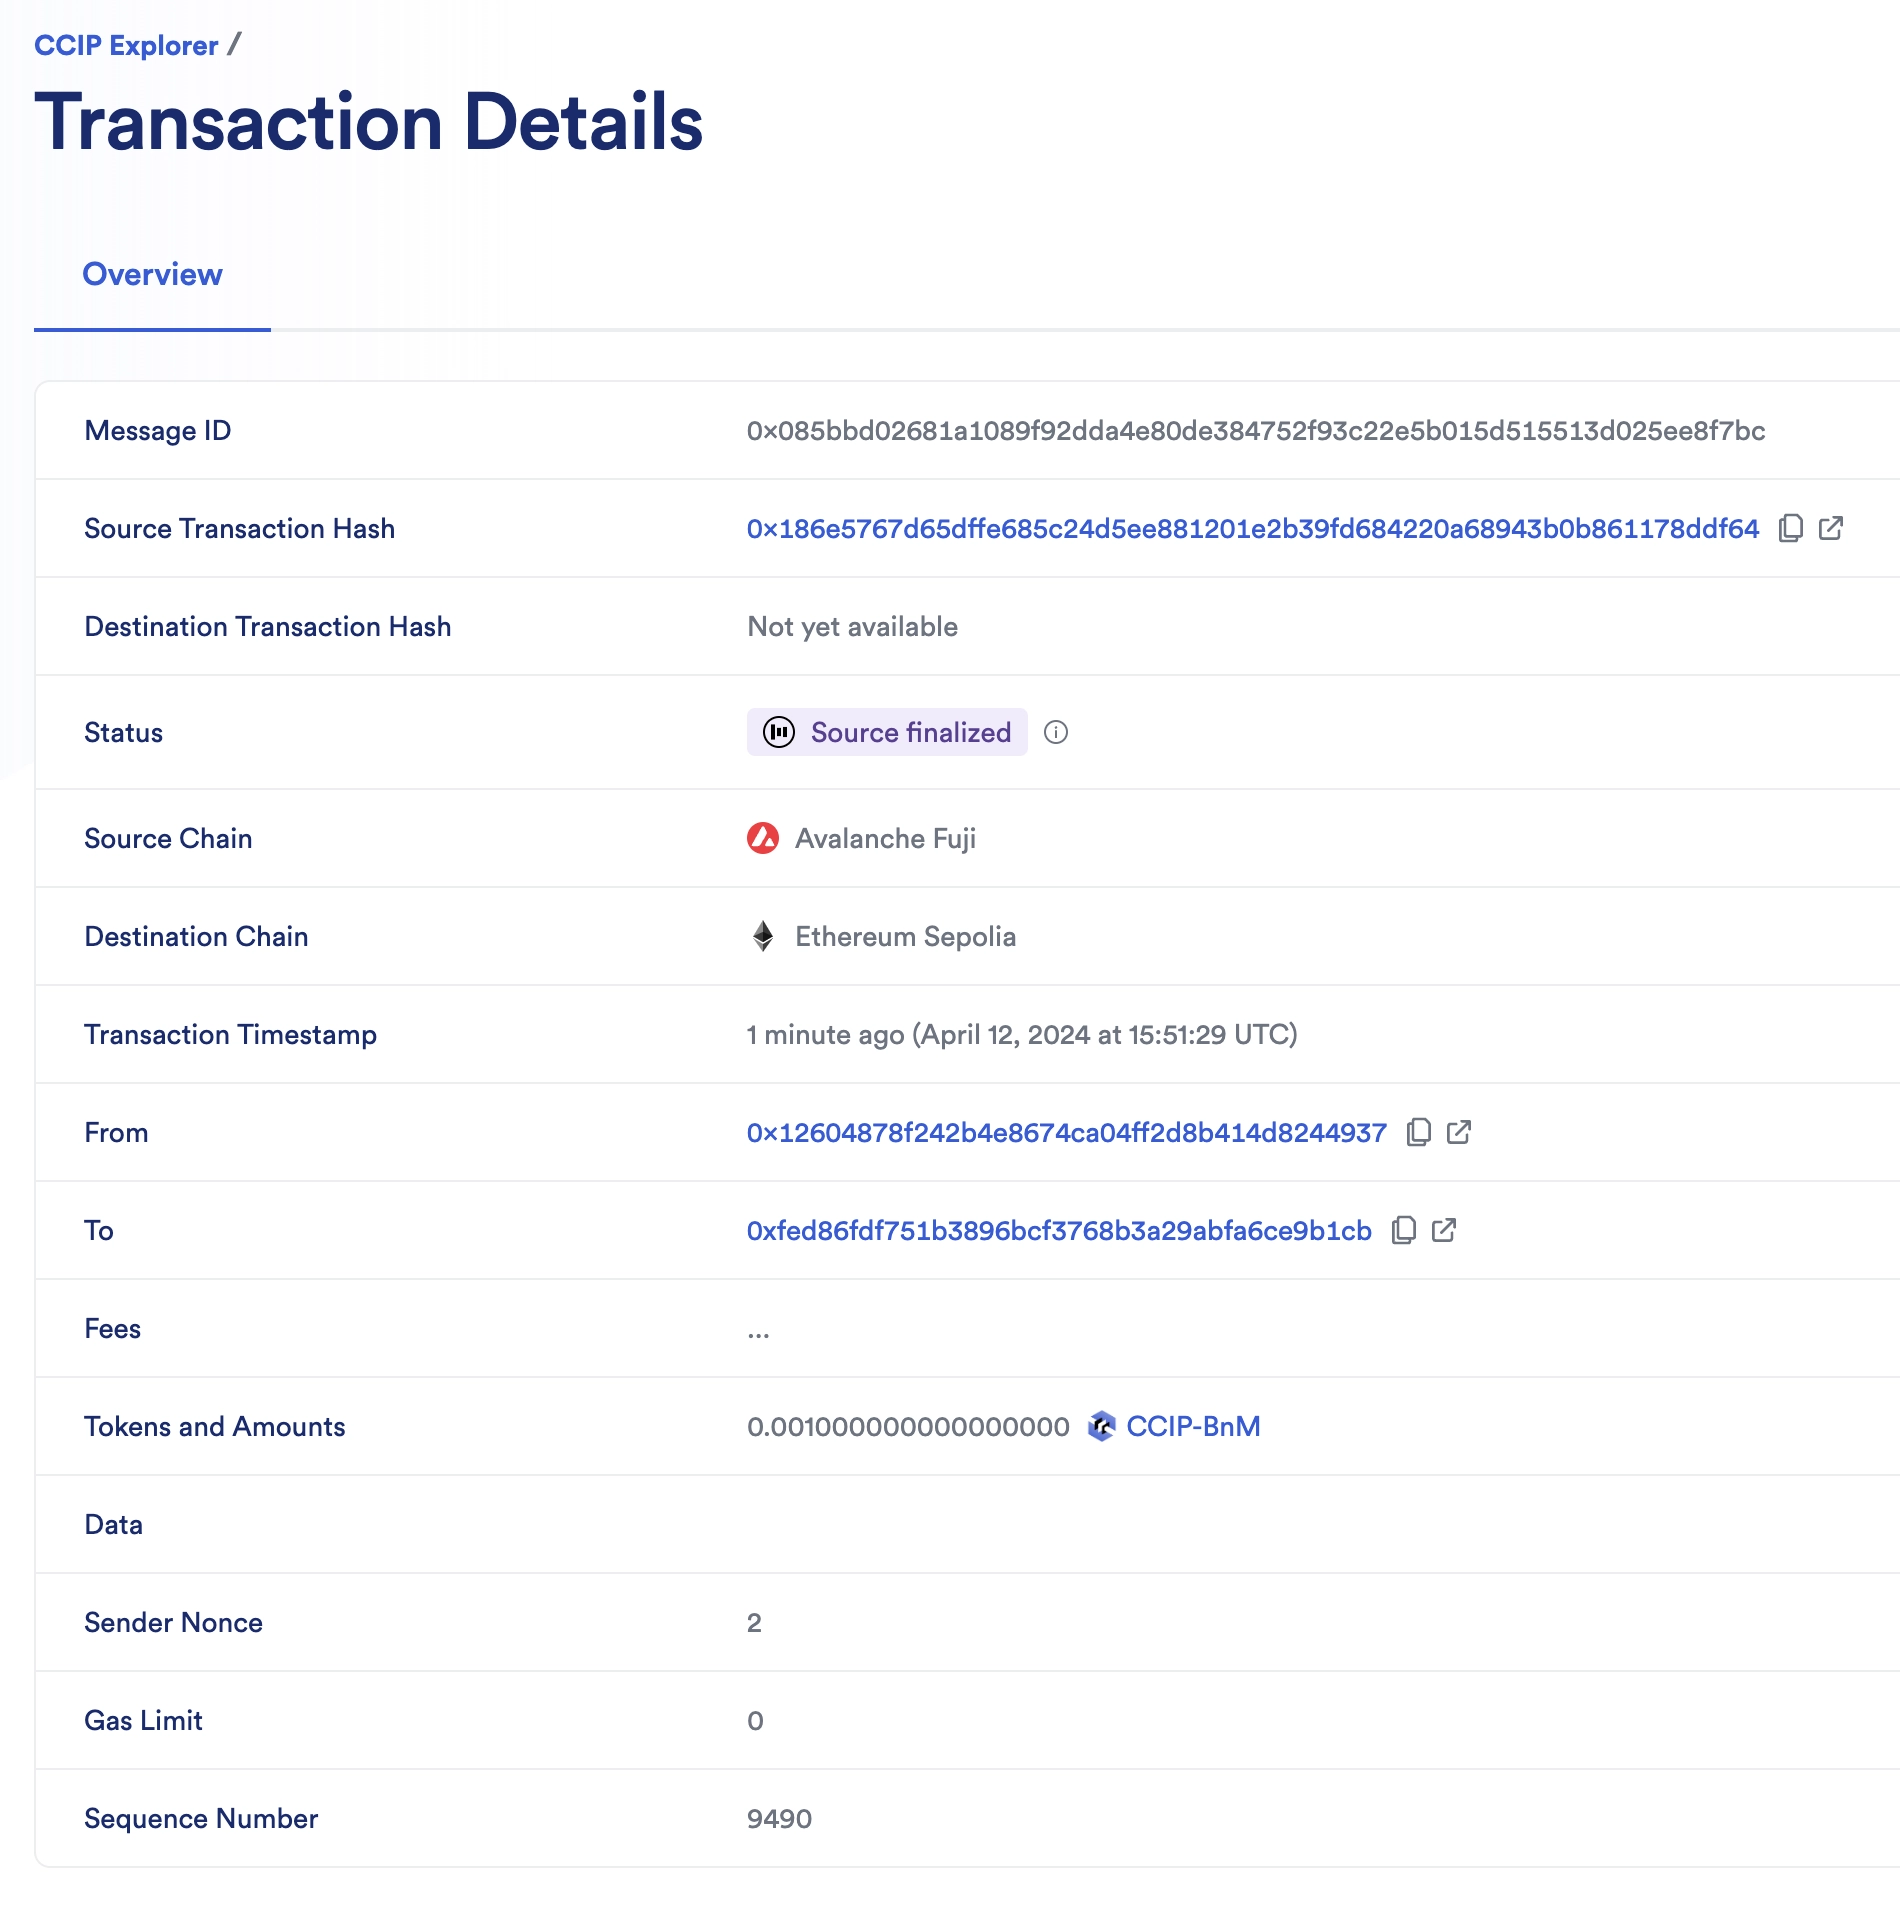 CCIP Explorer /
Transaction Details
Overview
Message ID 0x085bbd02681a1089f92dda4e80de384752f93c22e5b015d515513d025ee8f7bc
Source Transaction Hash 0x186e5767d65dffe685c24d5ee881201e2b39fd684220a68943b0b861178ddf64
Destination Transaction Hash Not yet available
Status Source finalized
Source Chain Avalanche Fuji
Destination Chain Ethereum Sepolia
Transaction Timestamp 1 minute ago (April 12, 2024 at 15:51:29 UTC)
From 0x12604878f242b4e8674ca04ff2d8b414d8244937
To 0xfed86fdf751b3896bcf3768b3a29abfa6ce9b1cb
Fees ...
Tokens and Amounts 0.001000000000000000 CCIP-BnM
Data
Sender Nonce 2
Gas Limit 0
Sequence Number 9490